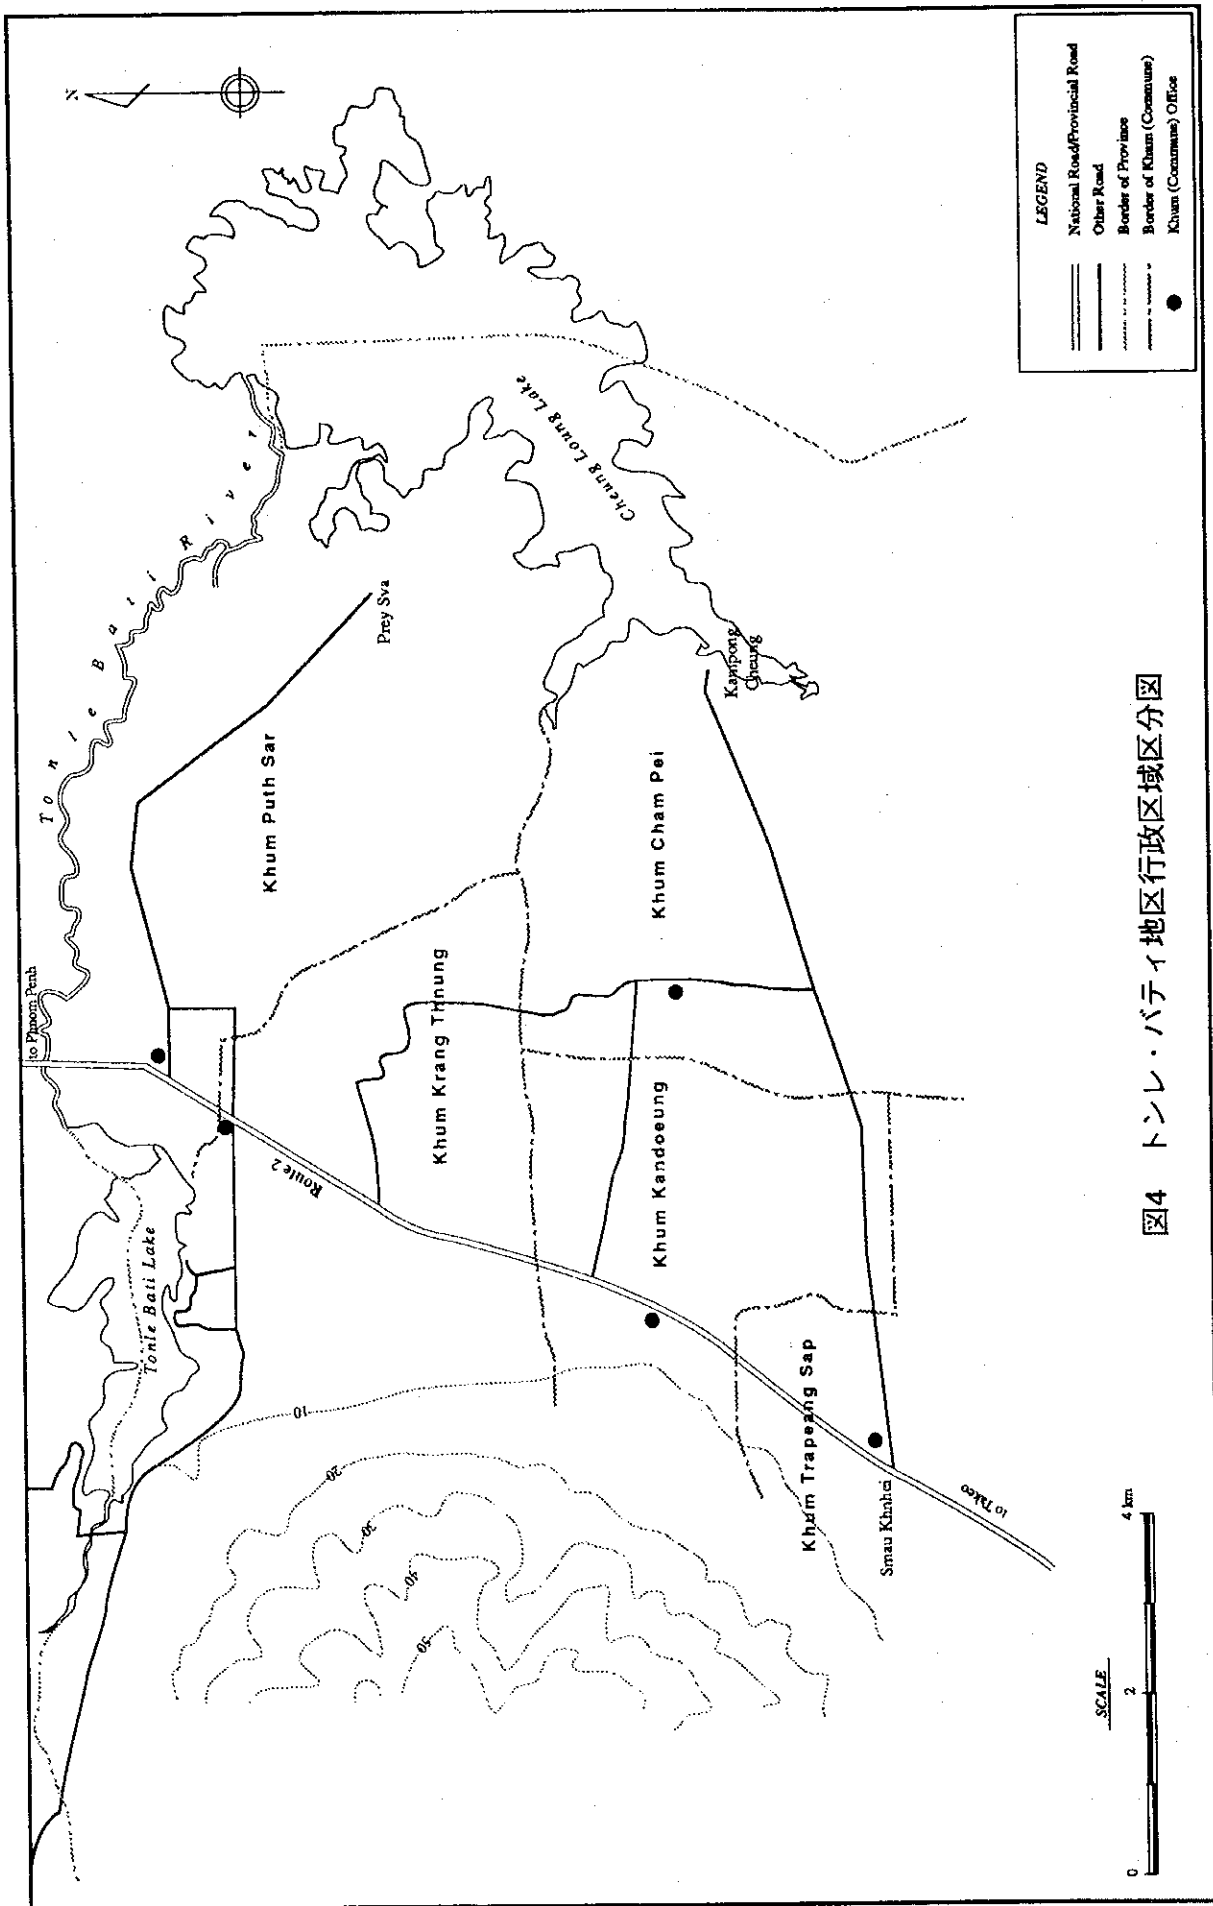 N
to Phnom Penh
Tonle Bati River
Tonle Bati Lake
Route 2
Khum Puth Sar
Prey Sva
Cheung Loung Lake
Khum Krang Thnung
Khum Cham Pei
Kampong
Cheung
Khum Kandoeung
Khum Trapeang Sap
Smau Khnhei
to Takeo
10
20
30
40
50
LEGEND
National Road/Provincial Road
Other Road
Border of Province
Border of Khum (Commune)
Khum (Commune) Office
SCALE
0 2 4 km
図4 トンレ・バティ地区行政区域区分図